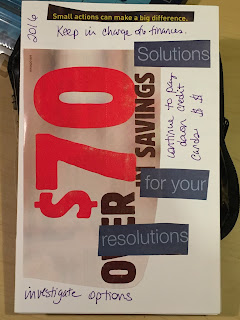 Small actions can make a big difference.
2016
Keep in charge of finances.
Solutions
$70
OVER IN SAVINGS
continue to pay
down credit
cards
for your
resolutions
investigate options